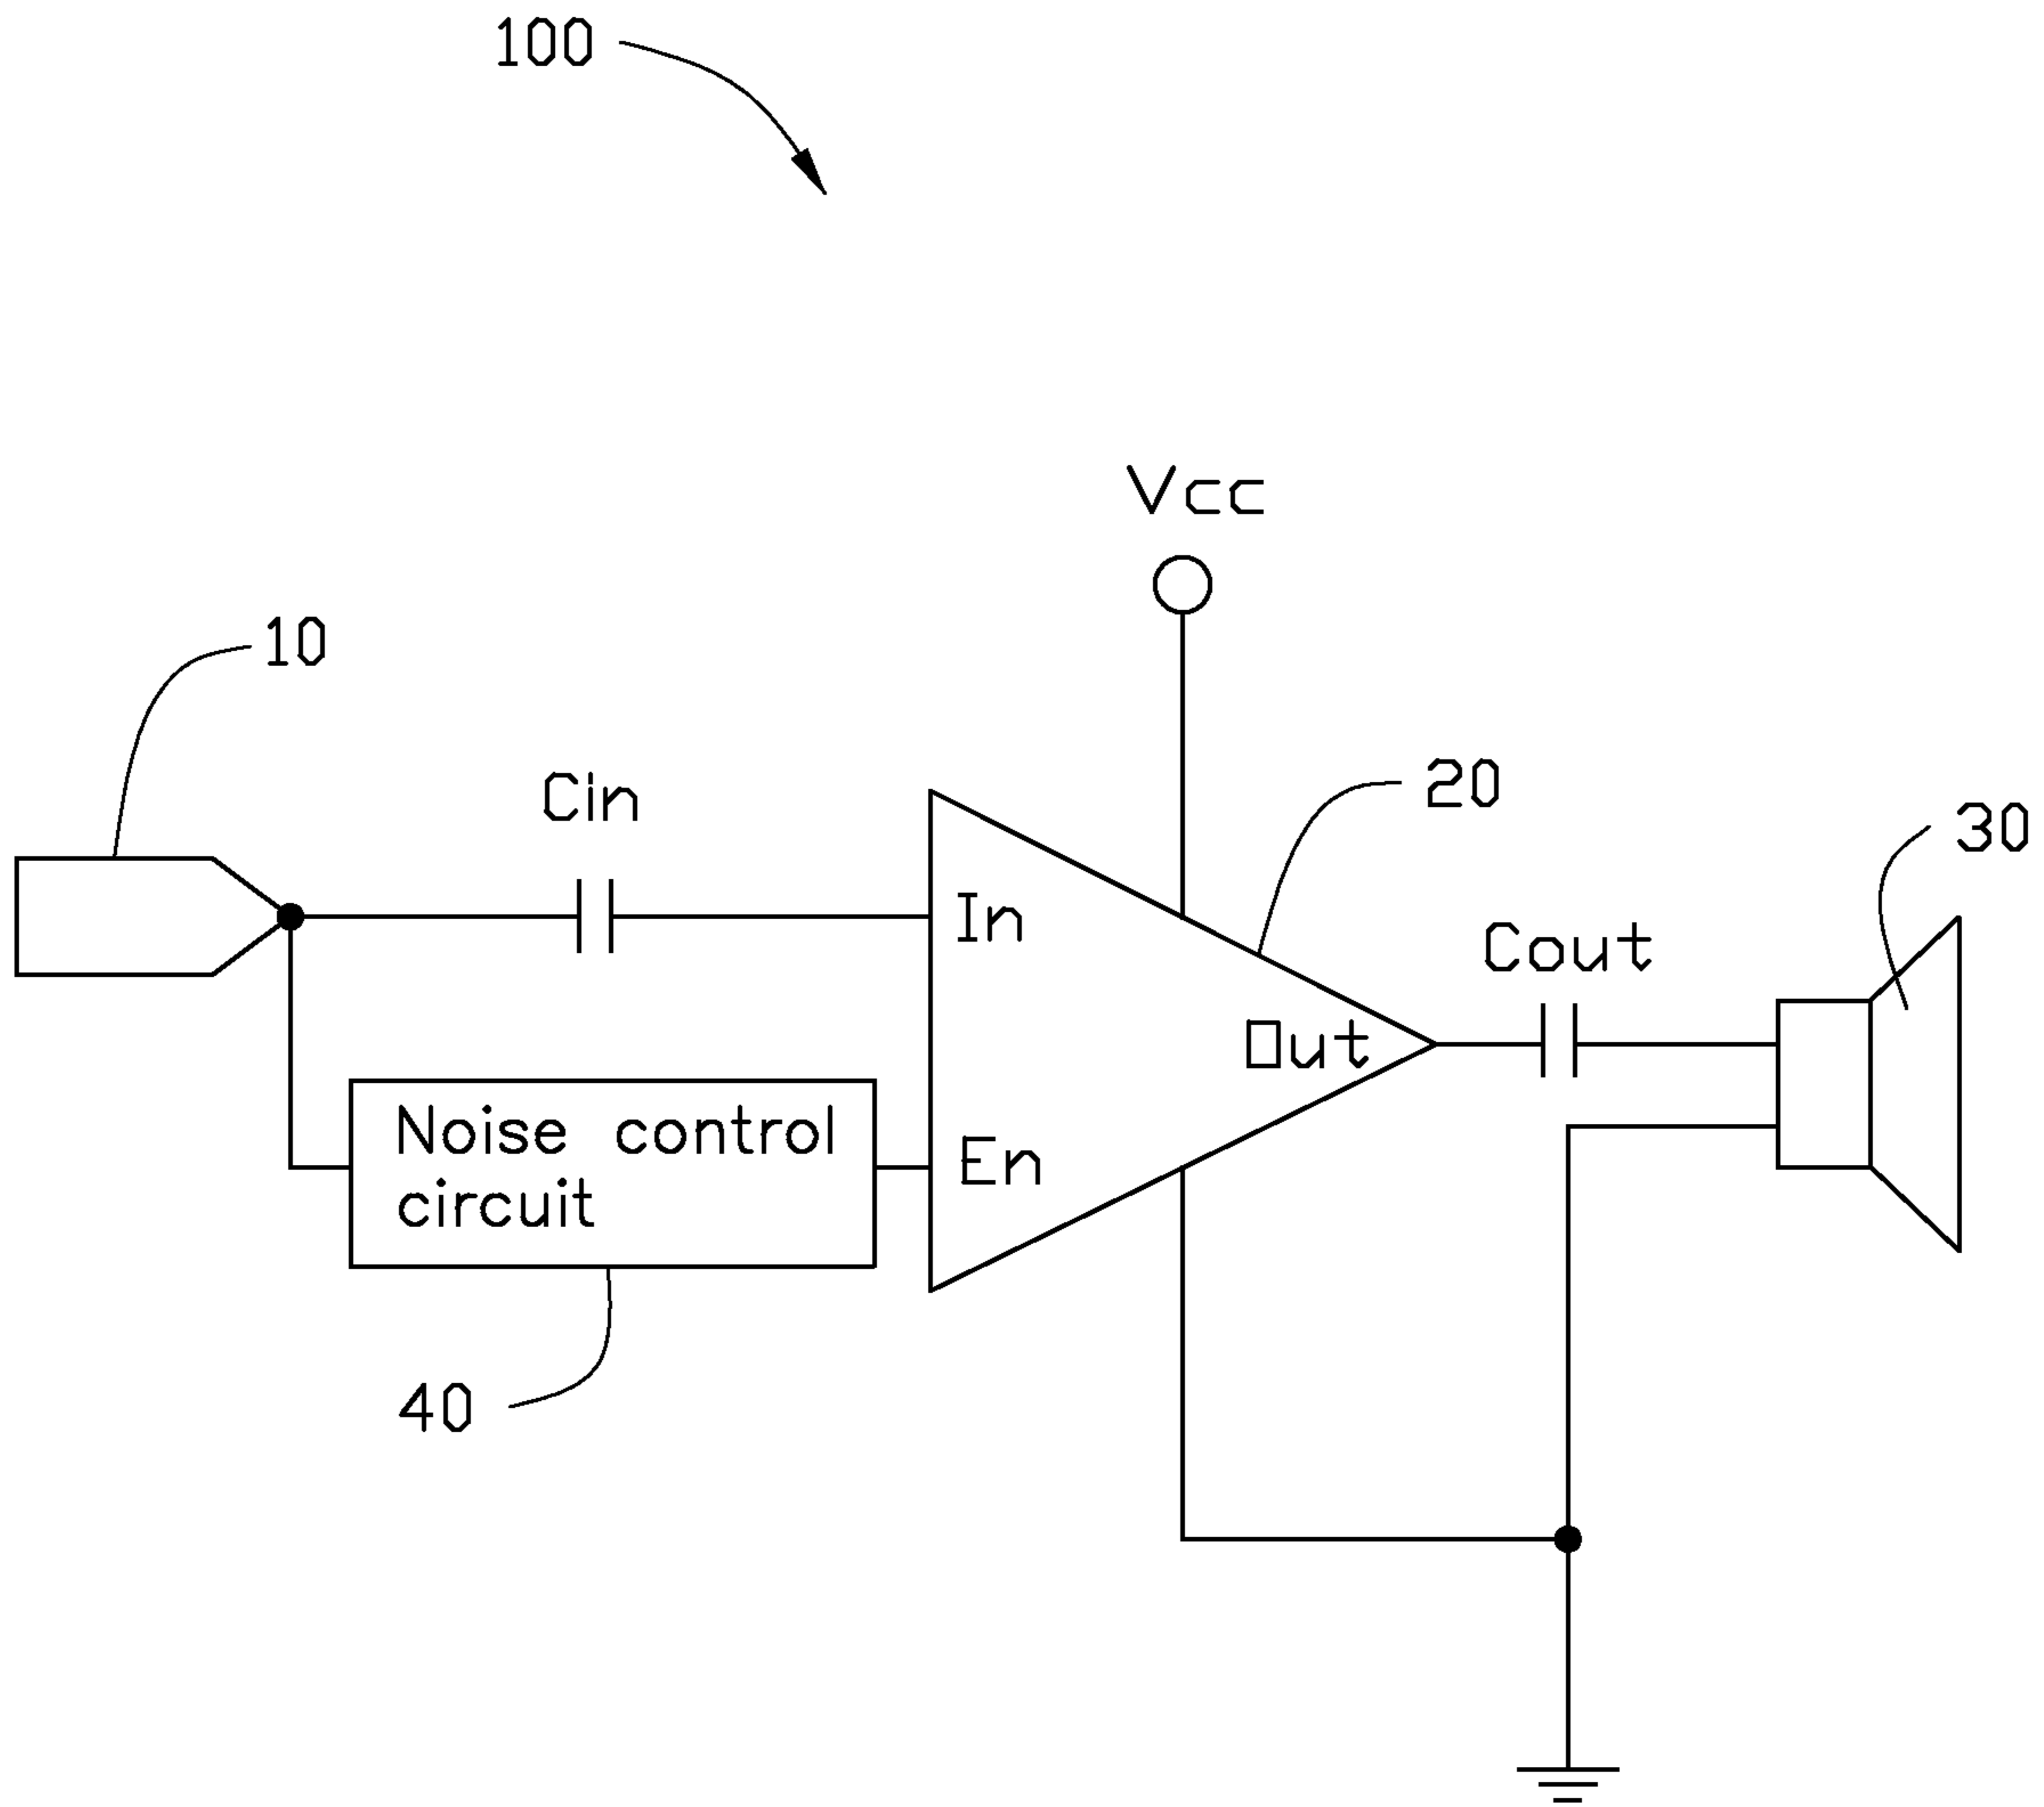 100
Vcc
10
Cin
20
30
In
Cout
Out
Noise control
circuit
En
40